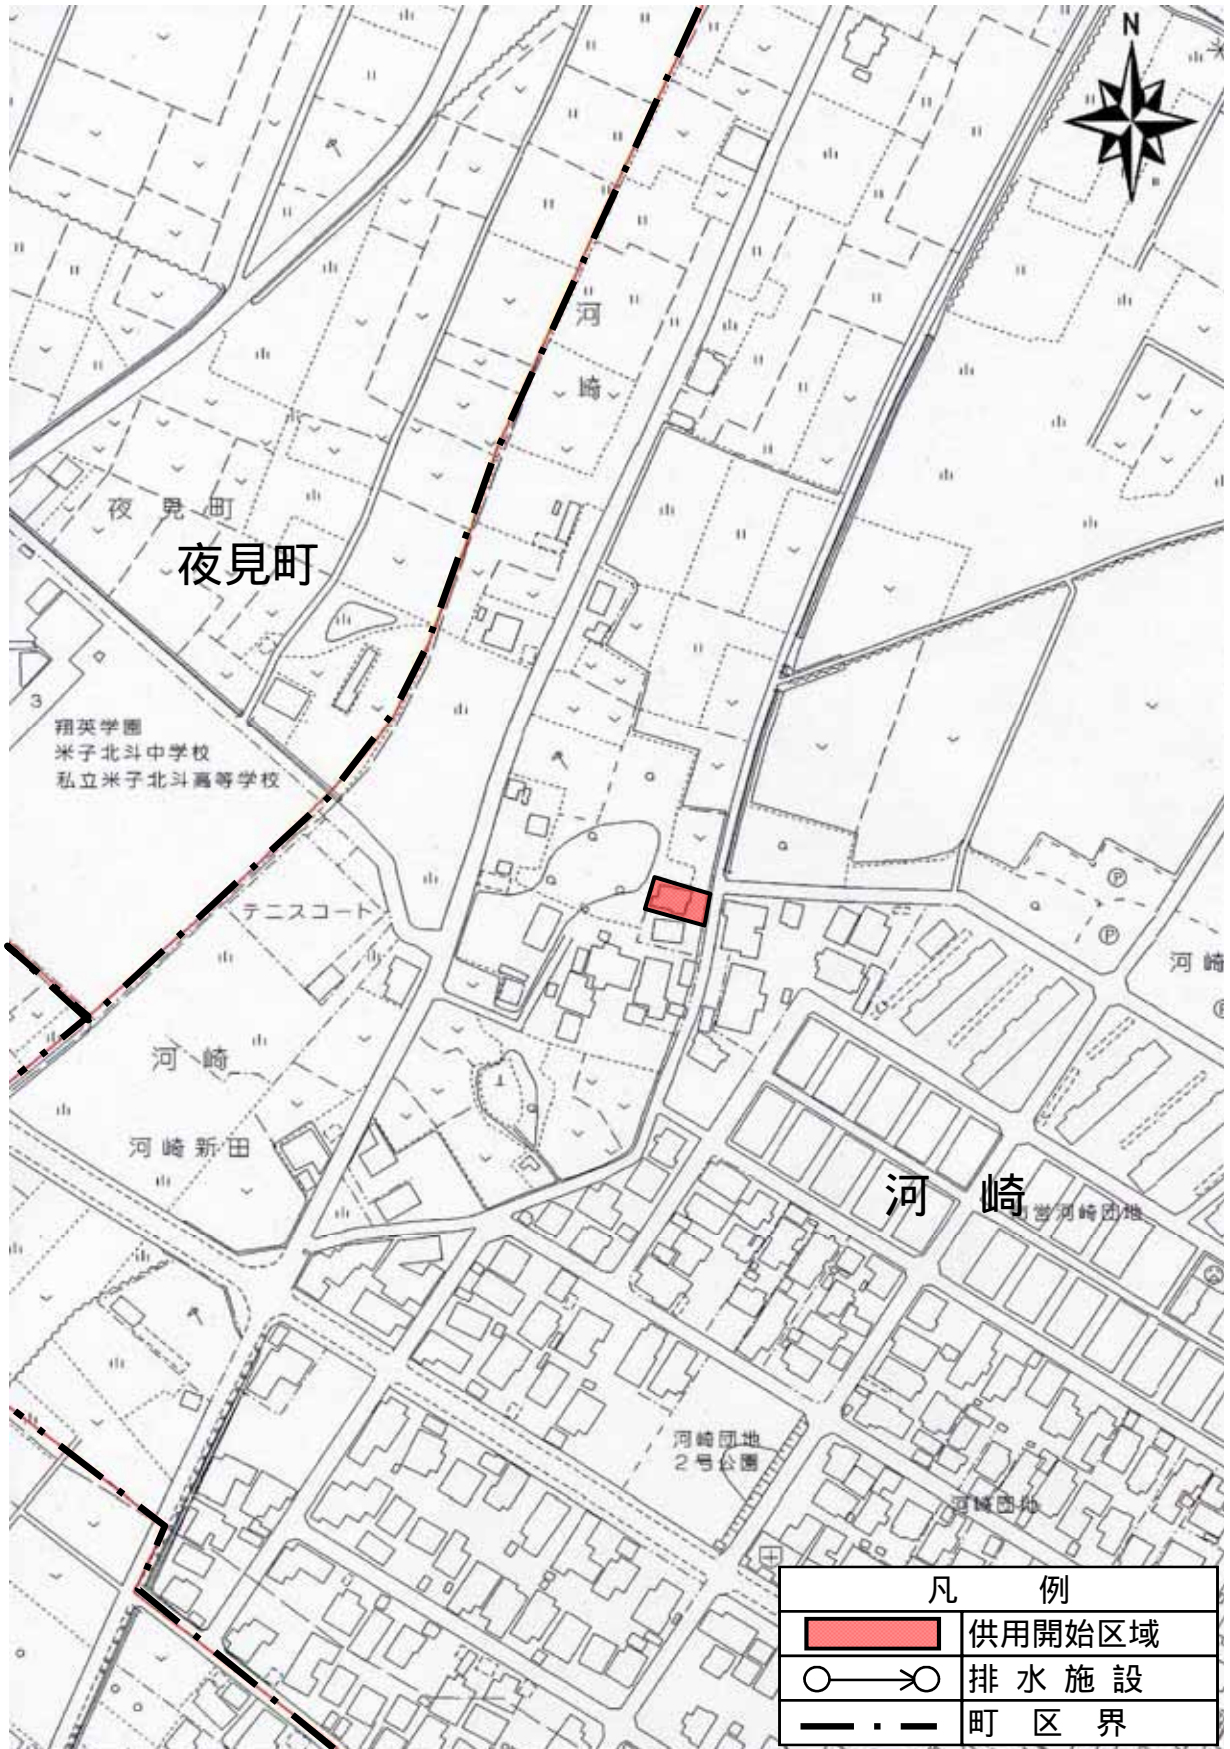 N
河
崎
夜 見 町
夜見町
3
翔英学園
米子北斗中学校
私立米子北斗高等学校
テニスコート
P
P
河崎
河 崎
河崎新田
河 崎
営河崎団地
河崎団地
2号公園
河崎団地
凡 例
供用開始区域
排 水 施 設
町 区 界